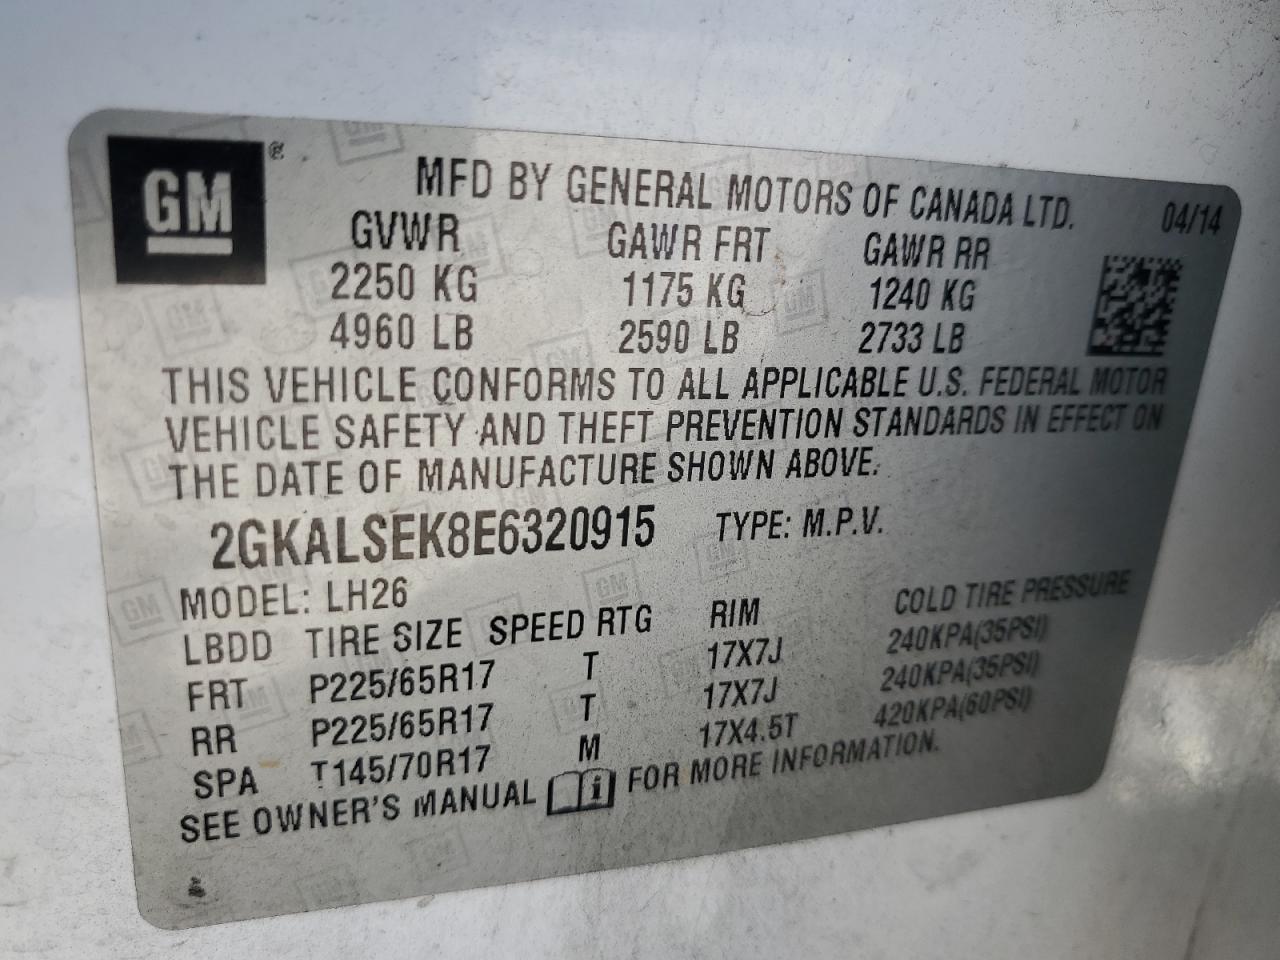 GM
MFD BY GENERAL MOTORS OF CANADA LTD. 04/14
GVWR GAWR FRT GAWR RR
2250 KG 1175 KG 1240 KG
4960 LB 2590 LB 2733 LB
THIS VEHICLE CONFORMS TO ALL APPLICABLE U.S. FEDERAL MOTOR
VEHICLE SAFETY AND THEFT PREVENTION STANDARDS IN EFFECT ON
THE DATE OF MANUFACTURE SHOWN ABOVE.
2GKALSEK8E6320915 TYPE: M.P.V.
MODEL: LH26
LBDD TIRE SIZE SPEED RTG RIM COLD TIRE PRESSURE
FRT P225/65R17 T 17X7J 240KPA(35PSI)
RR P225/65R17 T 17X7J 240KPA(35PSI)
SPA T145/70R17 M 17X4.5T 420KPA(60PSI)
SEE OWNER'S MANUAL i FOR MORE INFORMATION.